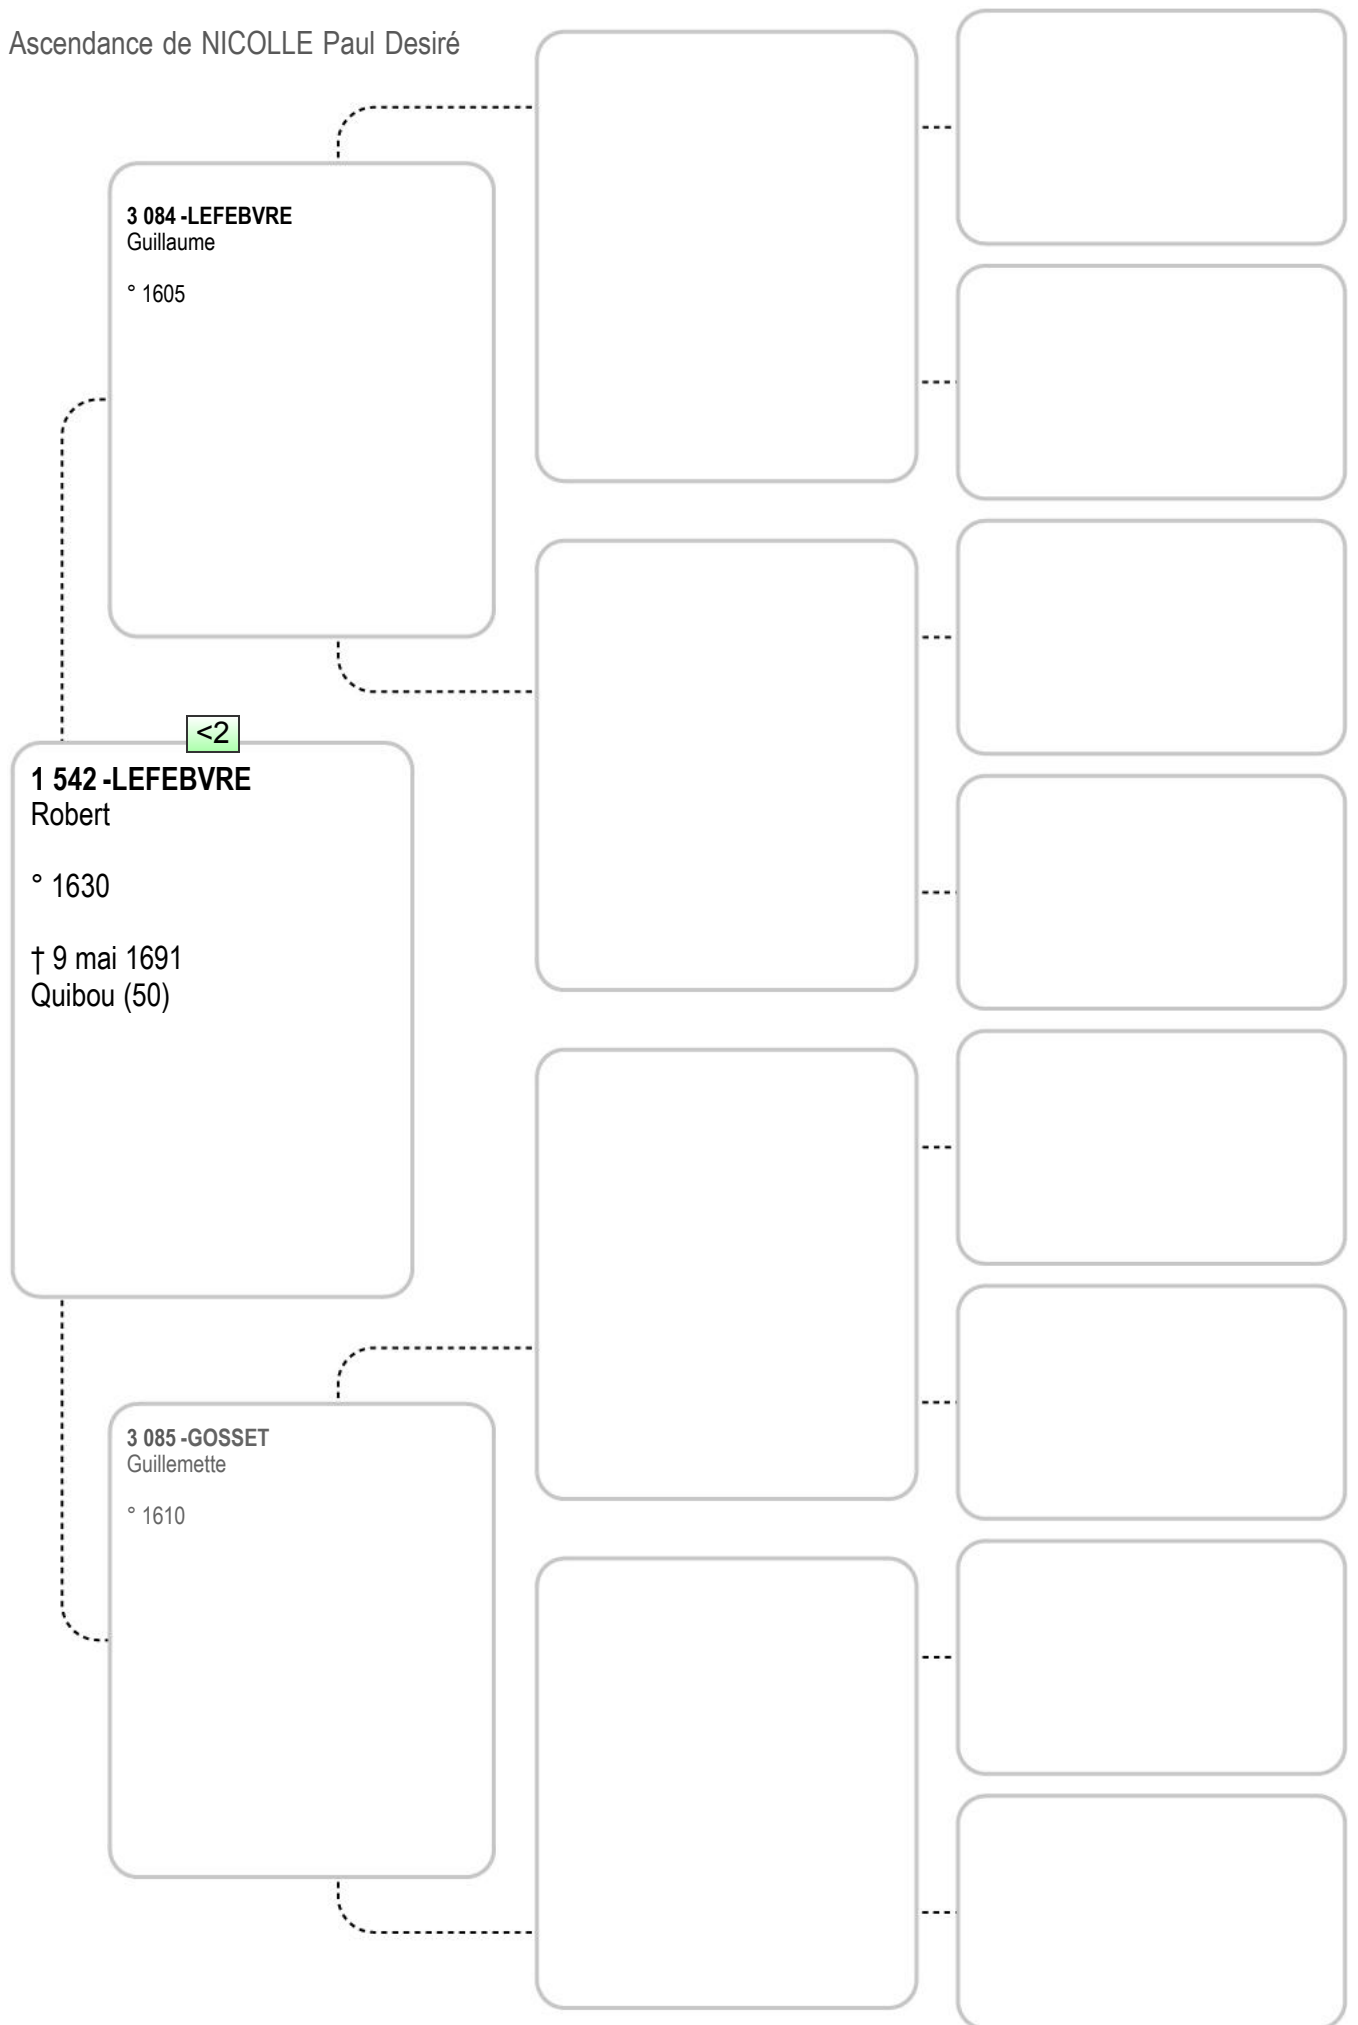 Ascendance de NICOLLE Paul Desiré
3 084 -LEFEBVRE
Guillaume
° 1605
<2
1 542 -LEFEBVRE
Robert
° 1630
† 9 mai 1691
Quibou (50)
3 085 -GOSSET
Guillemette
° 1610